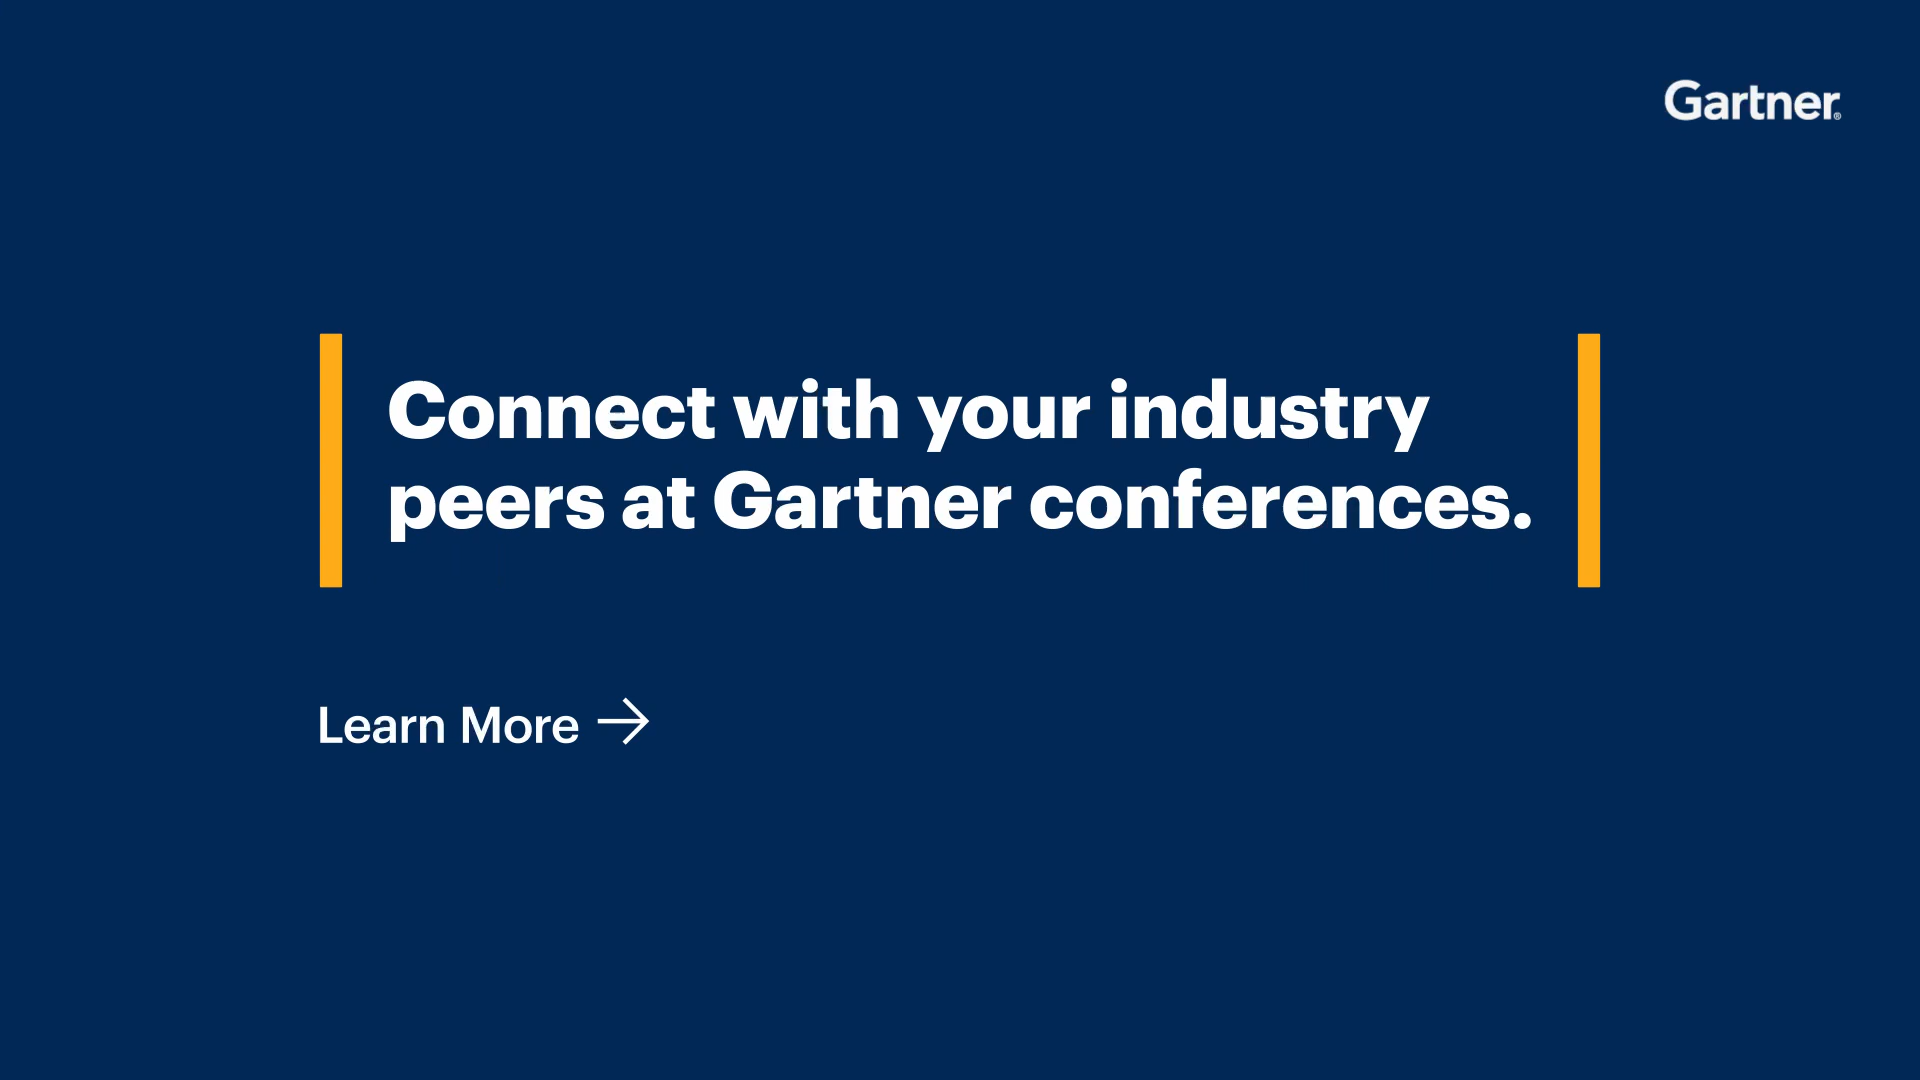 Gartner®
Connect with your industry
peers at Gartner conferences.
Learn More →